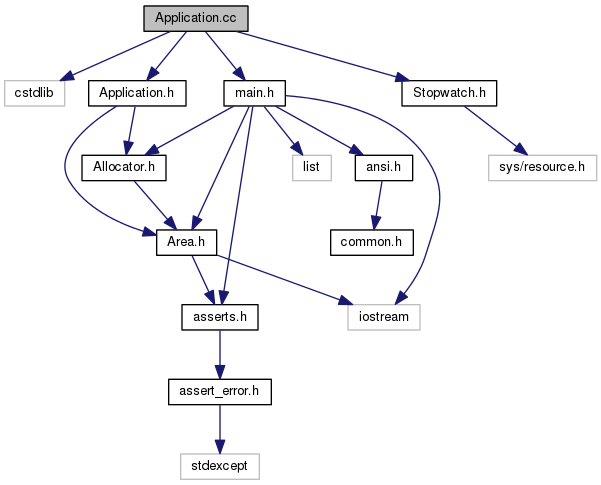 Application.cc
cstdlib
Application.h
main.h
Stopwatch.h
Allocator.h
list
ansi.h
sys/resource.h
Area.h
common.h
asserts.h
iostream
assert_error.h
stdexcept